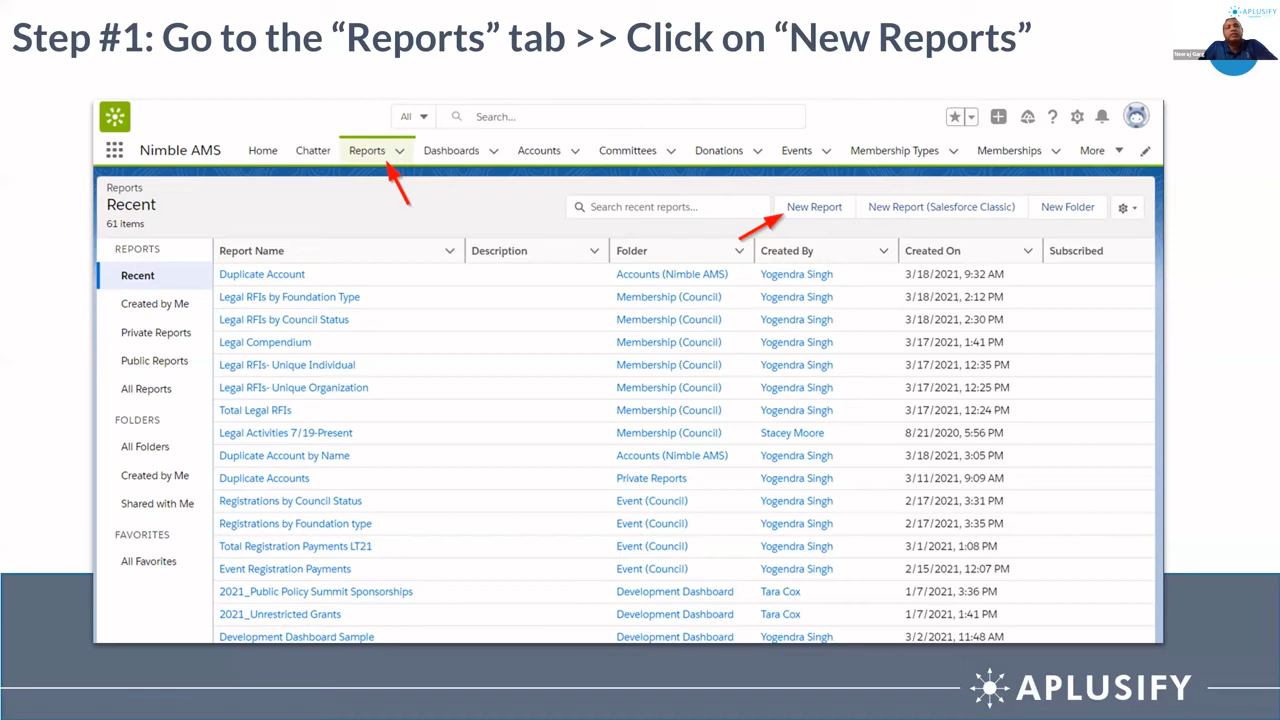 Step #1: Go to the “Reports” tab >> Click on “New Reports”
APLUSIFY
Neeraj Garg
All
Search...
Nimble AMS Home Chatter Reports Dashboards Accounts Committees Donations Events Membership Types Memberships More
Reports
Recent
61 items
Search recent reports...
New Report
New Report (Salesforce Classic)
New Folder
REPORTS
Recent
Created by Me
Private Reports
Public Reports
All Reports
FOLDERS
All Folders
Created by Me
Shared with Me
FAVORITES
All Favorites
Report Name Description Folder Created By Created On Subscribed
Duplicate Account Accounts (Nimble AMS) Yogendra Singh 3/18/2021, 9:32 AM
Legal RFIs by Foundation Type Membership (Council) Yogendra Singh 3/18/2021, 2:12 PM
Legal RFIs by Council Status Membership (Council) Yogendra Singh 3/18/2021, 2:30 PM
Legal Compendium Membership (Council) Yogendra Singh 3/17/2021, 1:41 PM
Legal RFIs- Unique Individual Membership (Council) Yogendra Singh 3/17/2021, 12:35 PM
Legal RFIs- Unique Organization Membership (Council) Yogendra Singh 3/17/2021, 12:25 PM
Total Legal RFIs Membership (Council) Yogendra Singh 3/17/2021, 12:24 PM
Legal Activities 7/19-Present Membership (Council) Stacey Moore 8/21/2020, 5:56 PM
Duplicate Account by Name Accounts (Nimble AMS) Yogendra Singh 3/18/2021, 3:05 PM
Duplicate Accounts Private Reports Yogendra Singh 3/11/2021, 9:09 AM
Registrations by Council Status Event (Council) Yogendra Singh 2/17/2021, 3:31 PM
Registrations by Foundation type Event (Council) Yogendra Singh 2/17/2021, 3:35 PM
Total Registration Payments LT21 Event (Council) Yogendra Singh 3/1/2021, 1:08 PM
Event Registration Payments Event (Council) Yogendra Singh 2/15/2021, 12:07 PM
2021_Public Policy Summit Sponsorships Development Dashboard Tara Cox 1/7/2021, 3:36 PM
2021_Unrestricted Grants Development Dashboard Tara Cox 1/7/2021, 1:41 PM
Development Dashboard Sample Development Dashboard Yogendra Singh 3/2/2021, 11:48 AM
APLUSIFY